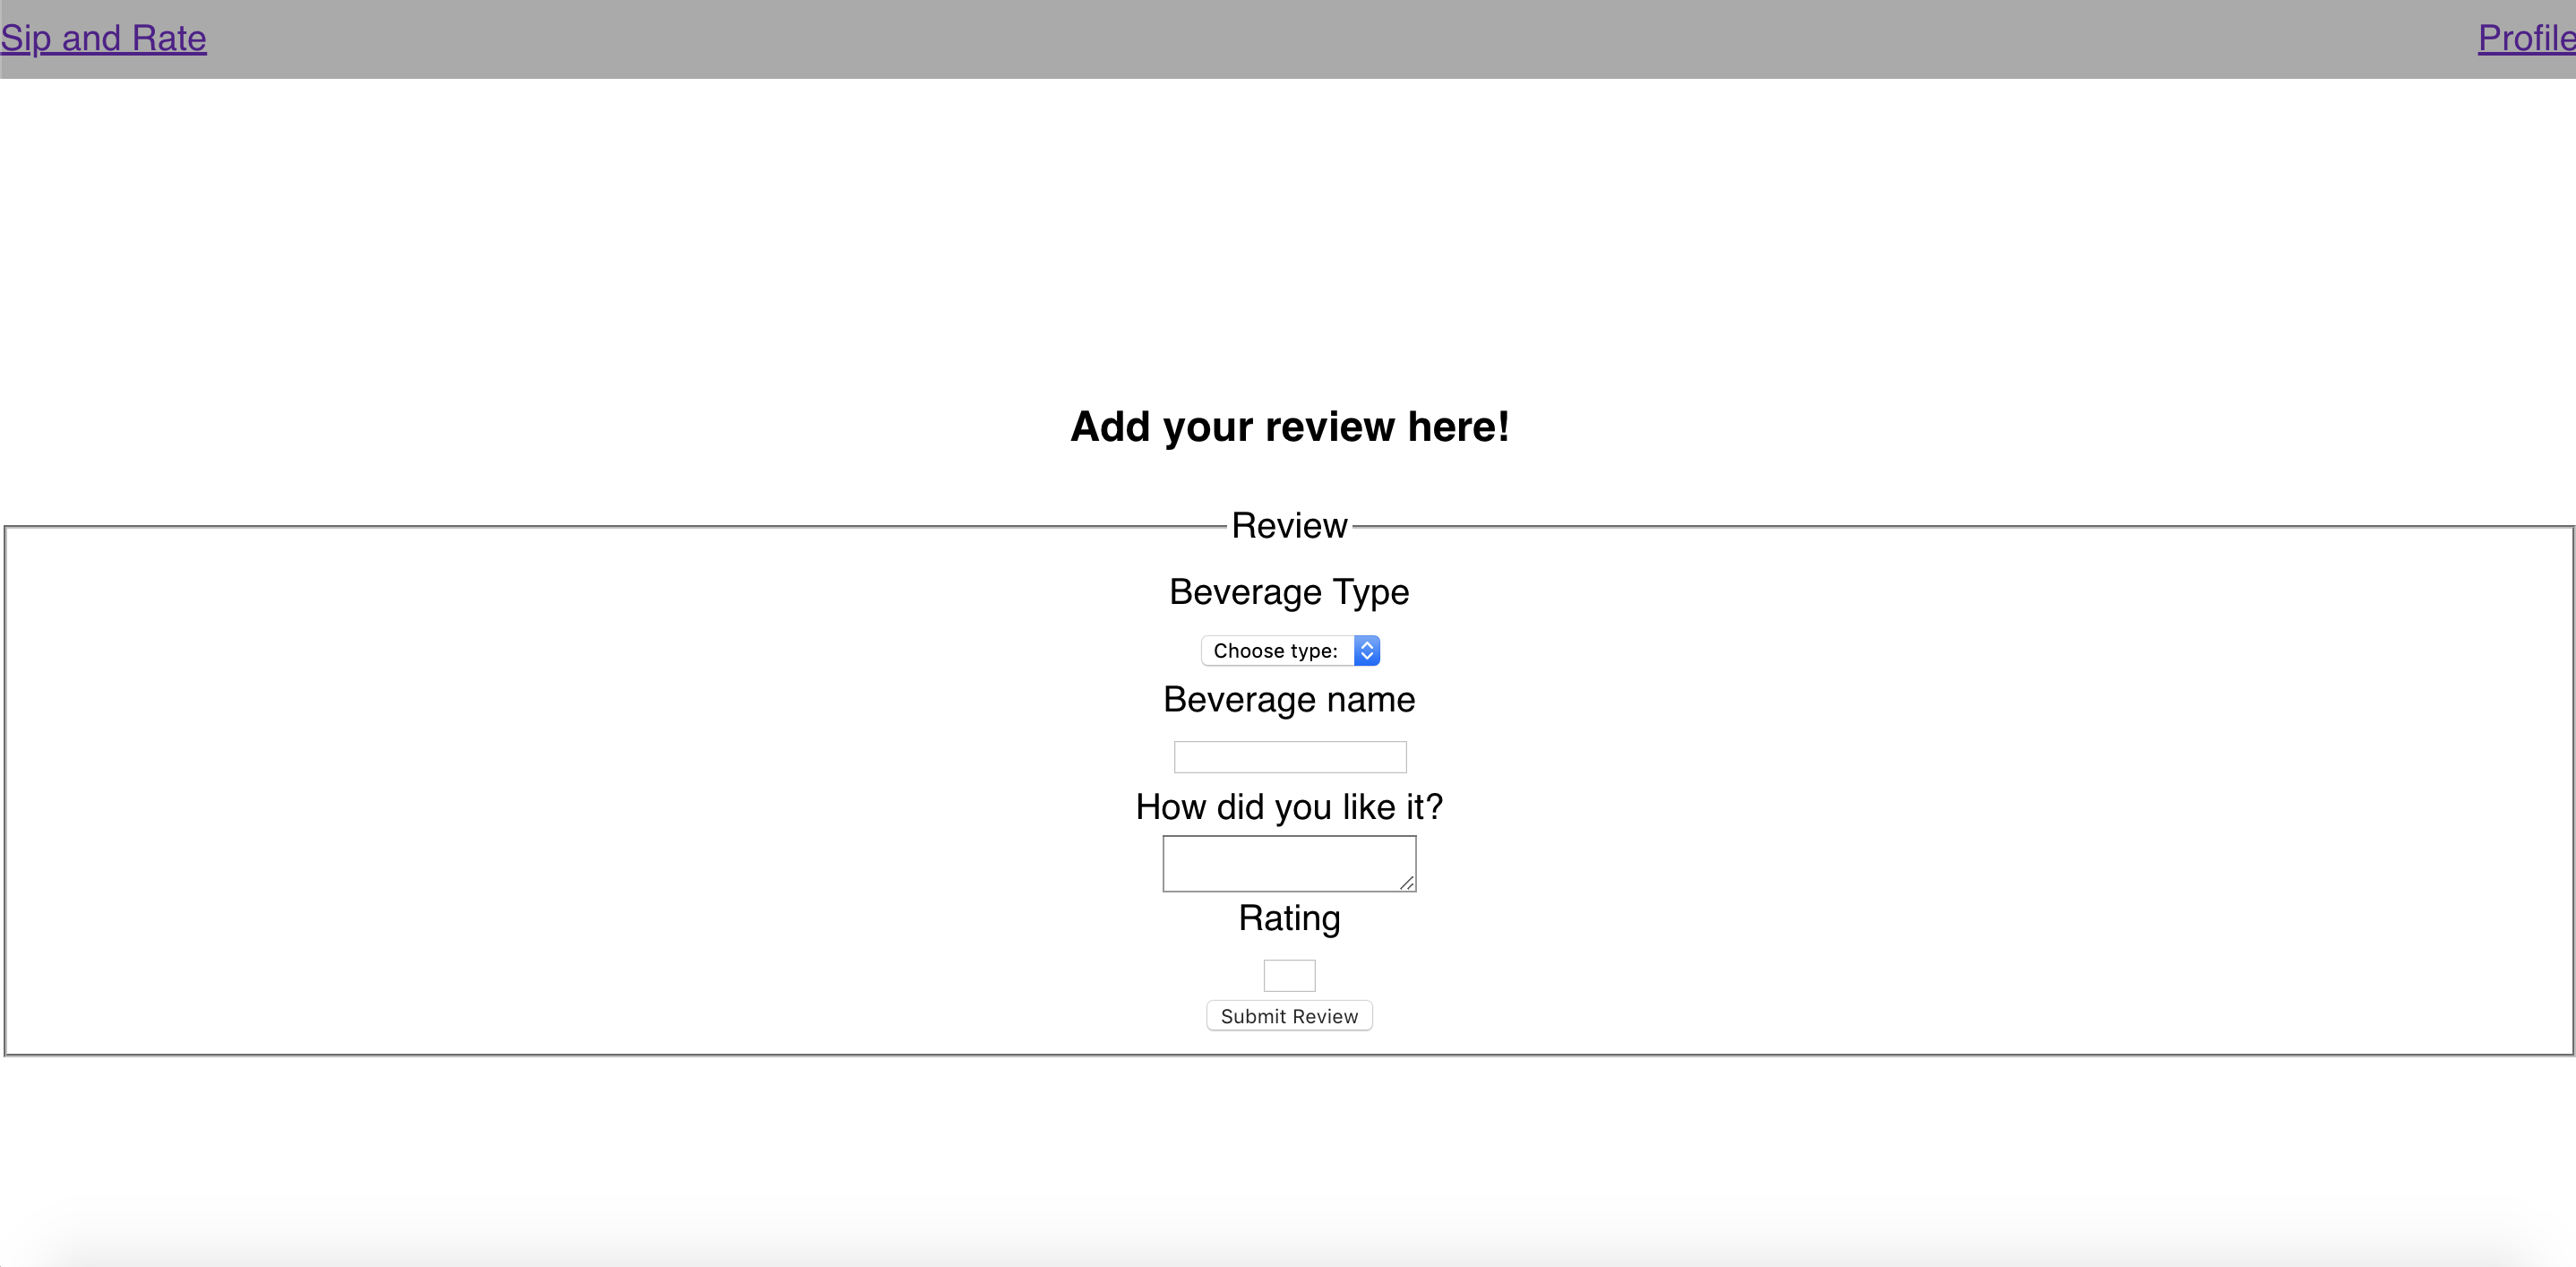 Sip and Rate
Profile
Add your review here!
Review
Beverage Type
Choose type:
Beverage name
How did you like it?
Rating
Submit Review